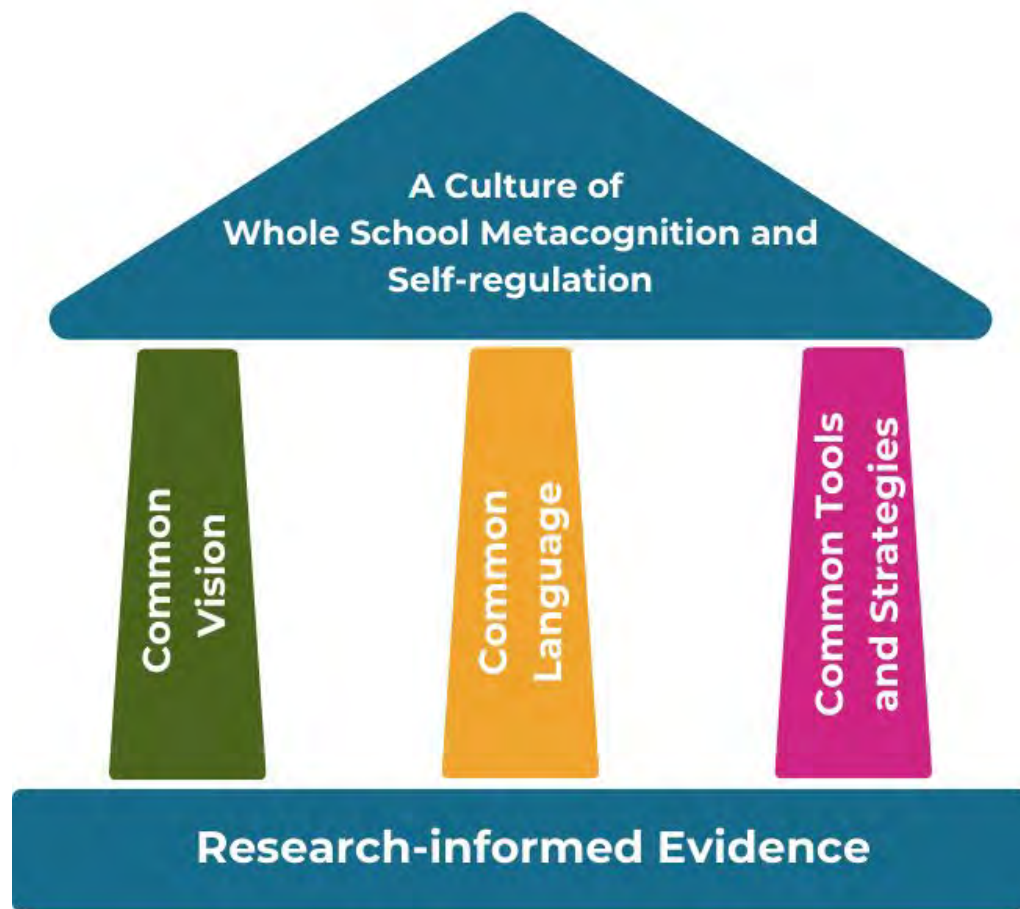 A Culture of
Whole School Metacognition and
Self-regulation
Common
Vision
Common
Language
Common Tools
and Strategies
Research-informed Evidence